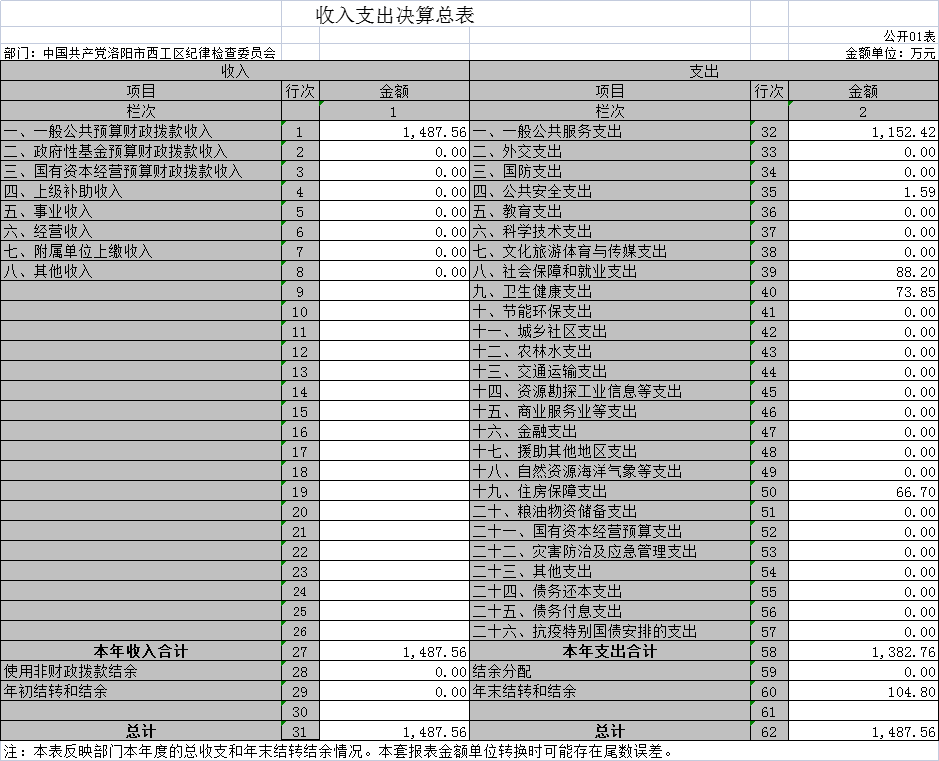 收入支出决算总表
公开01表
部门：中国共产党洛阳市西工区纪律检查委员会 金额单位：万元
收入 支出
项目 行次 金额 项目 行次 金额
栏次 1 栏次 2
一、一般公共预算财政拨款收入 1 1,487.56 一、一般公共服务支出 32 1,152.42
二、政府性基金预算财政拨款收入 2 0.00 二、外交支出 33 0.00
三、国有资本经营预算财政拨款收入 3 0.00 三、国防支出 34 0.00
四、上级补助收入 4 0.00 四、公共安全支出 35 1.59
五、事业收入 5 0.00 五、教育支出 36 0.00
六、经营收入 6 0.00 六、科学技术支出 37 0.00
七、附属单位上缴收入 7 0.00 七、文化旅游体育与传媒支出 38 0.00
八、其他收入 8 0.00 八、社会保障和就业支出 39 88.20
9 九、卫生健康支出 40 73.85
10 十、节能环保支出 41 0.00
11 十一、城乡社区支出 42 0.00
12 十二、农林水支出 43 0.00
13 十三、交通运输支出 44 0.00
14 十四、资源勘探工业信息等支出 45 0.00
15 十五、商业服务业等支出 46 0.00
16 十六、金融支出 47 0.00
17 十七、援助其他地区支出 48 0.00
18 十八、自然资源海洋气象等支出 49 0.00
19 十九、住房保障支出 50 66.70
20 二十、粮油物资储备支出 51 0.00
21 二十一、国有资本经营预算支出 52 0.00
22 二十二、灾害防治及应急管理支出 53 0.00
23 二十三、其他支出 54 0.00
24 二十四、债务还本支出 55 0.00
25 二十五、债务付息支出 56 0.00
26 二十六、抗疫特别国债安排的支出 57 0.00
本年收入合计 27 1,487.56 本年支出合计 58 1,382.76
使用非财政拨款结余 28 0.00 结余分配 59 0.00
年初结转和结余 29 0.00 年末结转和结余 60 104.80
30 61
总计 31 1,487.56 总计 62 1,487.56
注：本表反映部门本年度的总收支和年末结转结余情况。本套报表金额单位转换时可能存在尾数误差。